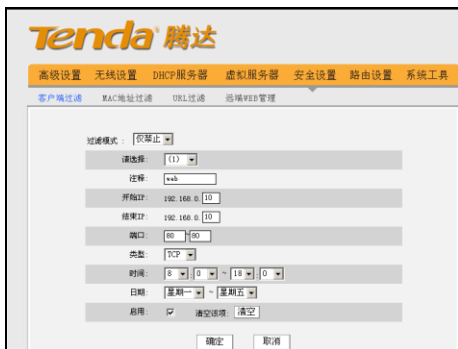 Tenda 腾达
高级设置 无线设置 DHCP服务器 虚拟服务器 安全设置 路由设置 系统工具
客户端过滤 MAC地址过滤 URL过滤 远端WEB管理
过滤模式： 仅禁止
请选择: (1)
注释: web
开始IP: 192.168.0. 10
结束IP: 192.168.0. 10
端口: 80 ~ 80
类型: TCP
时间: 8 : 0 ~ 18 : 0
日期: 星期一 ~ 星期五
启用: 清空该项: 清空
确定 取消